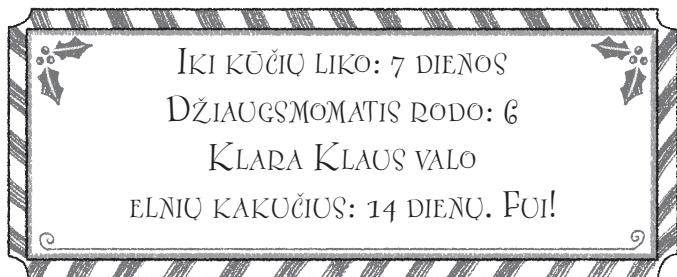 Iki Kūčių liko: 7 dienos
Džiaugsmomatis rodo: 6
Klara Klaus valo
elnių kakučius: 14 dienų. Fui!